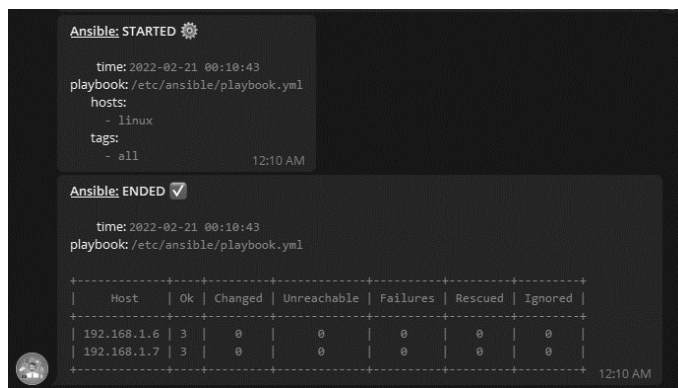 Ansible: STARTED ⚙️
time: 2022-02-21 00:10:43
playbook: /etc/ansible/playbook.yml
hosts:
- linux
tags:
- all
12:10 AM
Ansible: ENDED ✅
time: 2022-02-21 00:10:43
playbook: /etc/ansible/playbook.yml
+--------------+----+---------+-------------+----------+---------+---------+
| Host | Ok | Changed | Unreachable | Failures | Rescued | Ignored |
+--------------+----+---------+-------------+----------+---------+---------+
| 192.168.1.6 | 3 | 0 | 0 | 0 | 0 | 0 |
| 192.168.1.7 | 3 | 0 | 0 | 0 | 0 | 0 |
+--------------+----+---------+-------------+----------+---------+---------+
12:10 AM